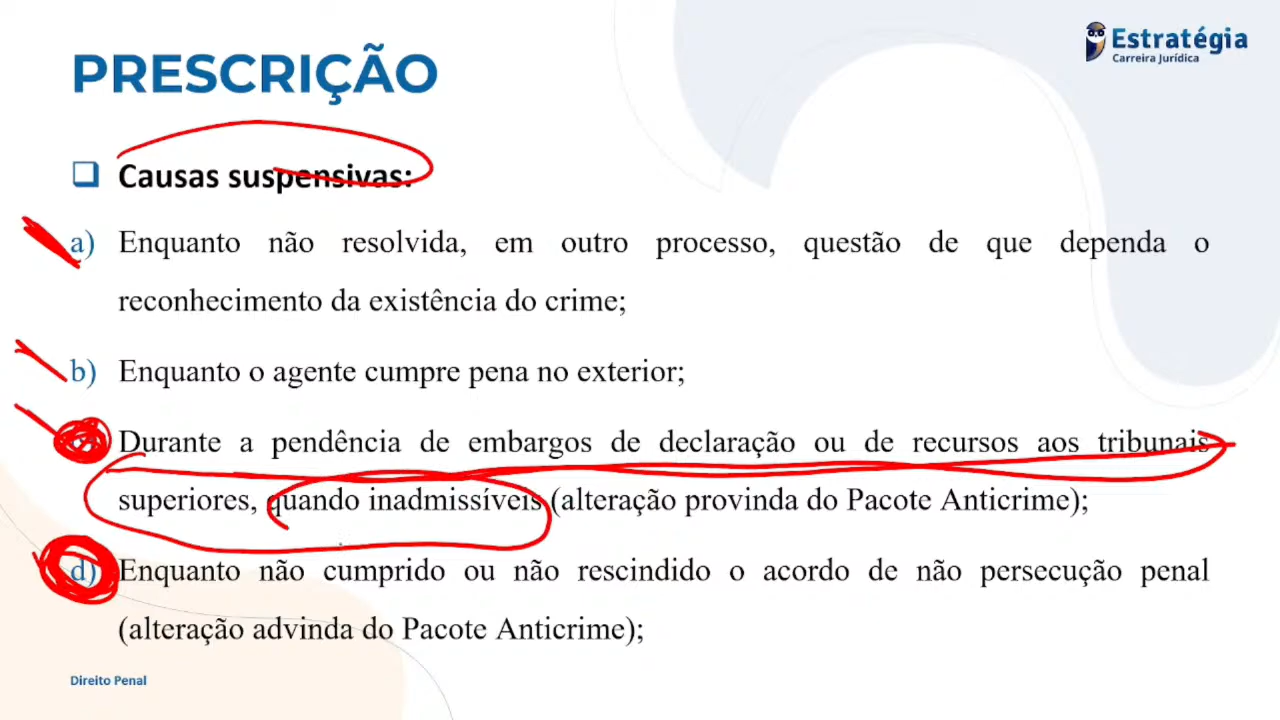 Estratégia
Carreira Jurídica
PRESCRIÇÃO
Causas suspensivas:
a) Enquanto não resolvida, em outro processo, questão de que dependa o
reconhecimento da existência do crime;
b) Enquanto o agente cumpre pena no exterior;
Durante a pendência de embargos de declaração ou de recursos aos tribunais
superiores, quando inadmissíveis (alteração provinda do Pacote Anticrime);
d) Enquanto não cumprido ou não rescindido o acordo de não persecução penal
(alteração advinda do Pacote Anticrime);
Direito Penal